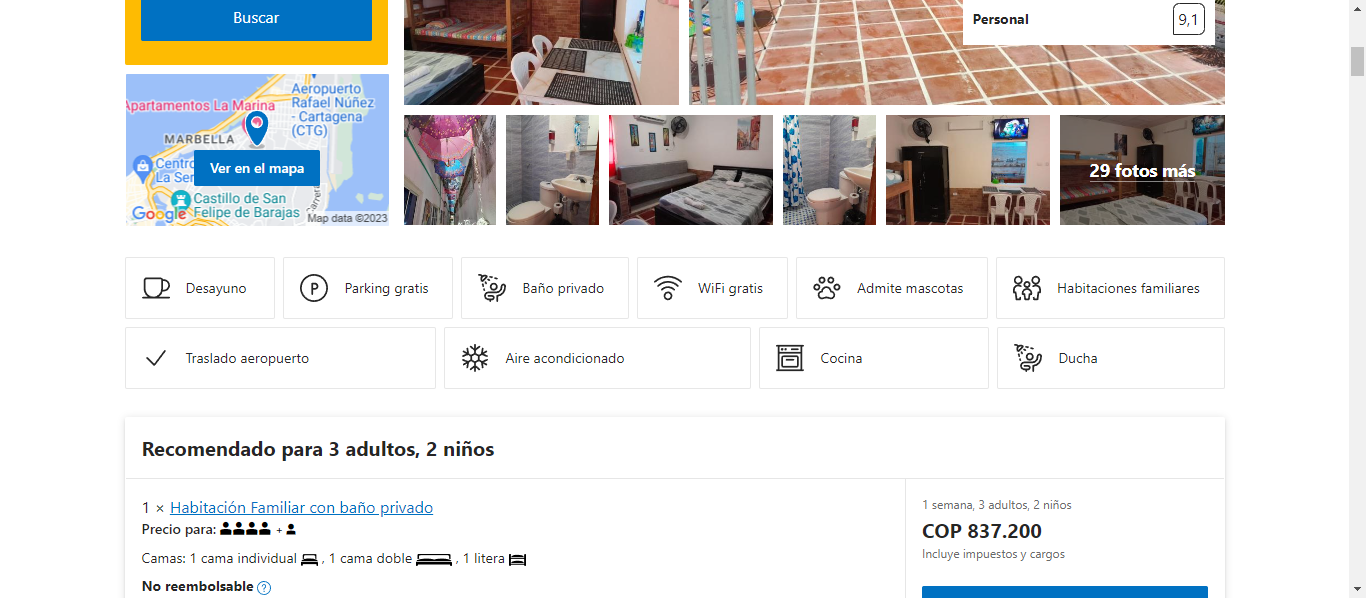 Buscar
Personal
9,1
Apartamentos La Marina
Aeropuerto
Rafael Núñez
- Cartagena
(CTG)
MARBELLA
Centro
La Ser
Ver en el mapa
Castillo de San
Felipe de Barajas
Carrera
Google
Map data ©2023
29 fotos más
Desayuno
P
Parking gratis
Baño privado
WiFi gratis
Admite mascotas
Habitaciones familiares
Traslado aeropuerto
Aire acondicionado
Cocina
Ducha
Recomendado para 3 adultos, 2 niños
1 × Habitación Familiar con baño privado
Precio para: +
Camas: 1 cama individual , 1 cama doble , 1 litera
No reembolsable ?
1 semana, 3 adultos, 2 niños
COP 837.200
Incluye impuestos y cargos